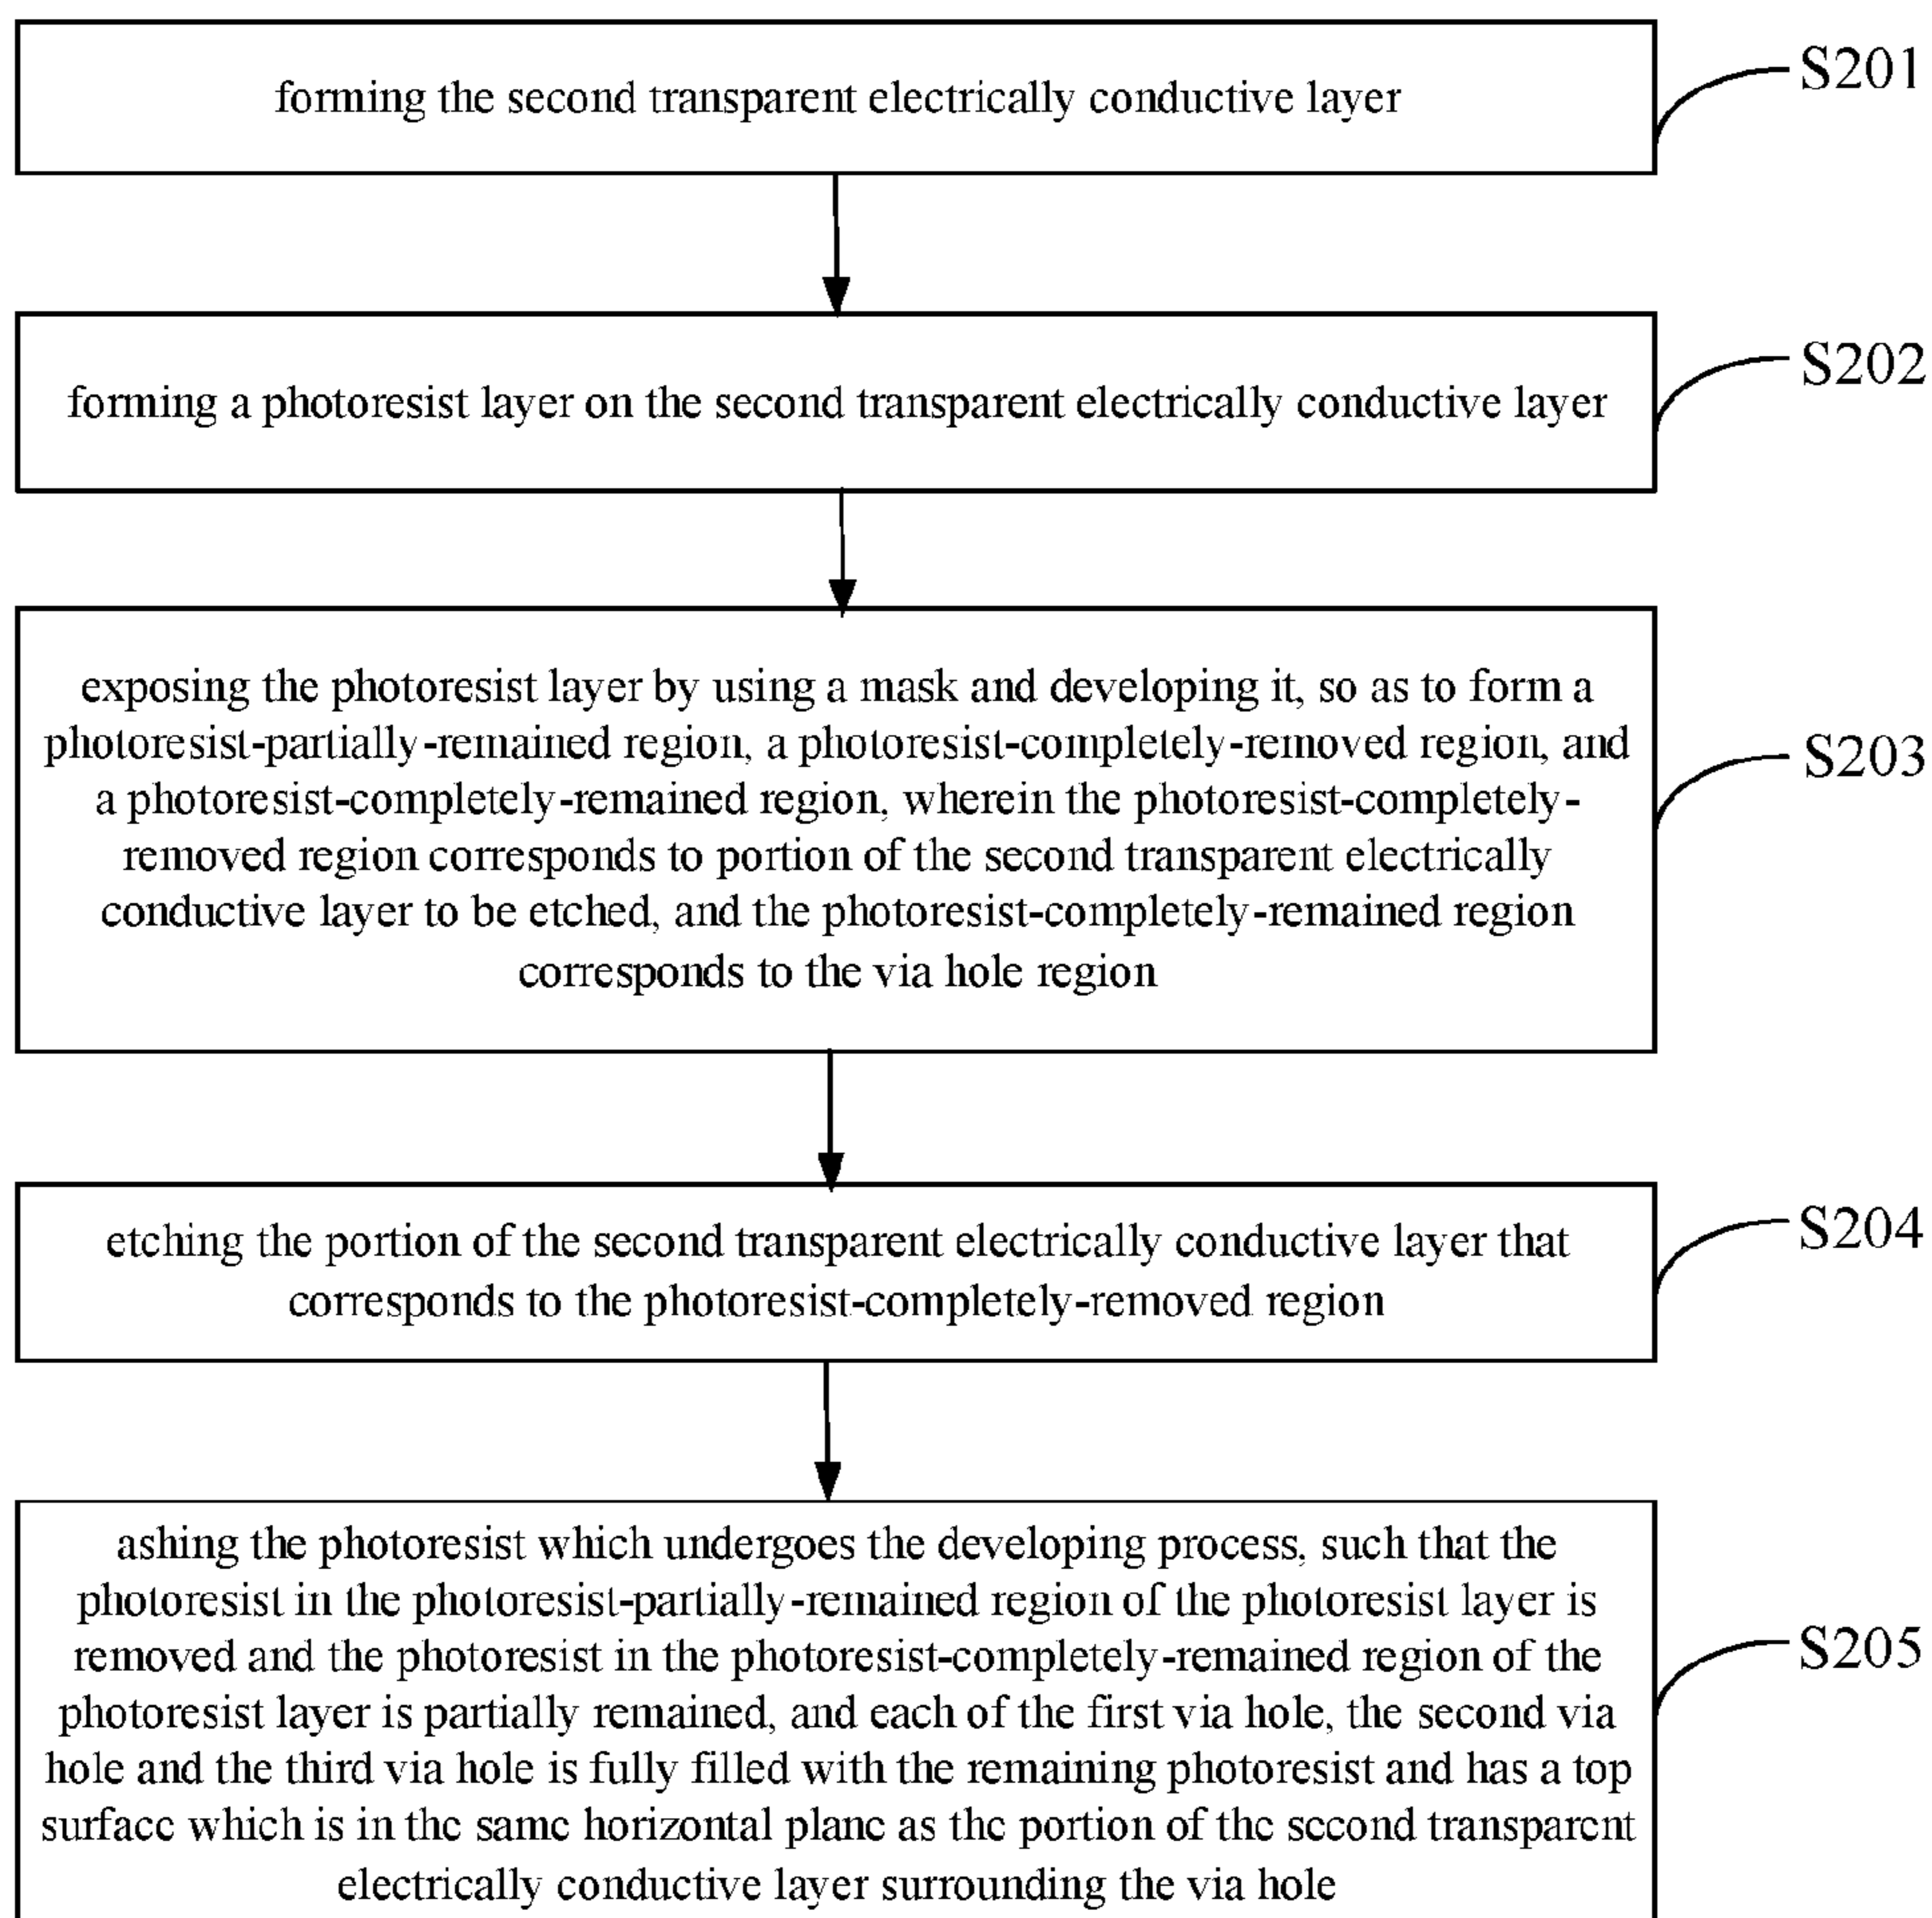 forming the second transparent electrically conductive layer
S201
forming a photoresist layer on the second transparent electrically conductive layer
S202
exposing the photoresist layer by using a mask and developing it, so as to form a
photoresist-partially-remained region, a photoresist-completely-removed region, and
a photoresist-completely-remained region, wherein the photoresist-completely-
removed region corresponds to portion of the second transparent electrically
conductive layer to be etched, and the photoresist-completely-remained region
corresponds to the via hole region
S203
etching the portion of the second transparent electrically conductive layer that
corresponds to the photoresist-completely-removed region
S204
ashing the photoresist which undergoes the developing process, such that the
photoresist in the photoresist-partially-remained region of the photoresist layer is
removed and the photoresist in the photoresist-completely-remained region of the
photoresist layer is partially remained, and each of the first via hole, the second via
hole and the third via hole is fully filled with the remaining photoresist and has a top
surface which is in the same horizontal plane as the portion of the second transparent
electrically conductive layer surrounding the via hole
S205